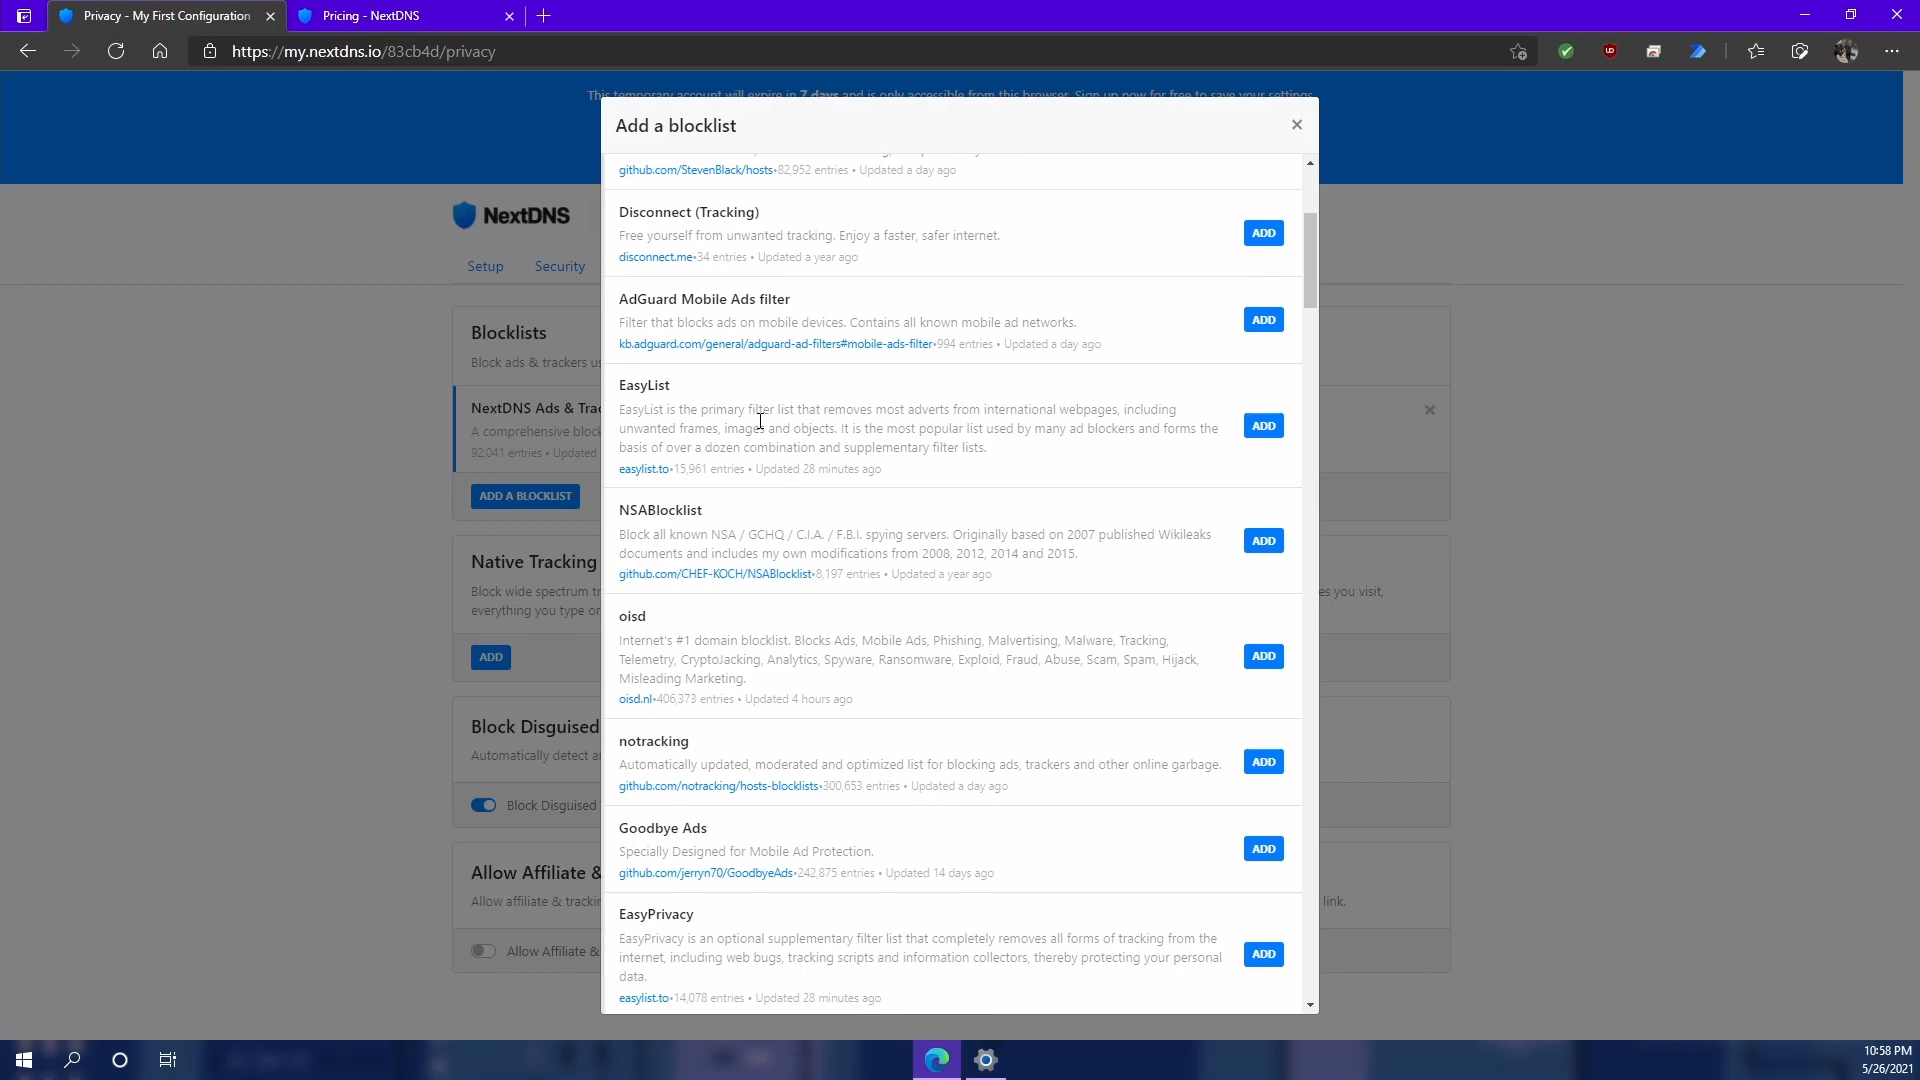 Privacy - My First Configuration
Pricing - NextDNS
https://my.nextdns.io/83cb4d/privacy
This temporary account will expire in 7 days and is only accessible from this browser. Sign up now for free to save your settings.
Add a blocklist
github.com/StevenBlack/hosts•82,952 entries • Updated a day ago
NextDNS
Setup
Security
Disconnect (Tracking)
Free yourself from unwanted tracking. Enjoy a faster, safer internet.
disconnect.me•34 entries • Updated a year ago
ADD
AdGuard Mobile Ads filter
Filter that blocks ads on mobile devices. Contains all known mobile ad networks.
kb.adguard.com/general/adguard-ad-filters#mobile-ads-filter•994 entries • Updated a day ago
ADD
EasyList
EasyList is the primary filter list that removes most adverts from international webpages, including
unwanted frames, images and objects. It is the most popular list used by many ad blockers and forms the
basis of over a dozen combination and supplementary filter lists.
easylist.to•15,961 entries • Updated 28 minutes ago
ADD
NSABlocklist
Block all known NSA / GCHQ / C.I.A. / F.B.I. spying servers. Originally based on 2007 published Wikileaks
documents and includes my own modifications from 2008, 2012, 2014 and 2015.
github.com/CHEF-KOCH/NSABlocklist•8,197 entries • Updated a year ago
ADD
oisd
Internet's #1 domain blocklist. Blocks Ads, Mobile Ads, Phishing, Malvertising, Malware, Tracking,
Telemetry, CryptoJacking, Analytics, Spyware, Ransomware, Exploid, Fraud, Abuse, Scam, Spam, Hijack,
Misleading Marketing.
oisd.nl•406,373 entries • Updated 4 hours ago
ADD
notracking
Automatically updated, moderated and optimized list for blocking ads, trackers and other online garbage.
github.com/notracking/hosts-blocklists•300,653 entries • Updated a day ago
ADD
Goodbye Ads
Specially Designed for Mobile Ad Protection.
github.com/jerryn70/GoodbyeAds•242,875 entries • Updated 14 days ago
ADD
EasyPrivacy
EasyPrivacy is an optional supplementary filter list that completely removes all forms of tracking from the
internet, including web bugs, tracking scripts and information collectors, thereby protecting your personal
data.
easylist.to•14,078 entries • Updated 28 minutes ago
ADD
Blocklists
Block ads & trackers
NextDNS Ads &
A comprehensive
92,041 entries • Updated
ADD A BLOCKLIST
Native Tracking
Block wide spectrum
es you visit,
everything you type or
ADD
Block Disguised
Automatically detect
Block Disguised
Allow Affiliate &
Allow affiliate &
link.
Allow Affiliate &
10:58 PM
5/26/2021